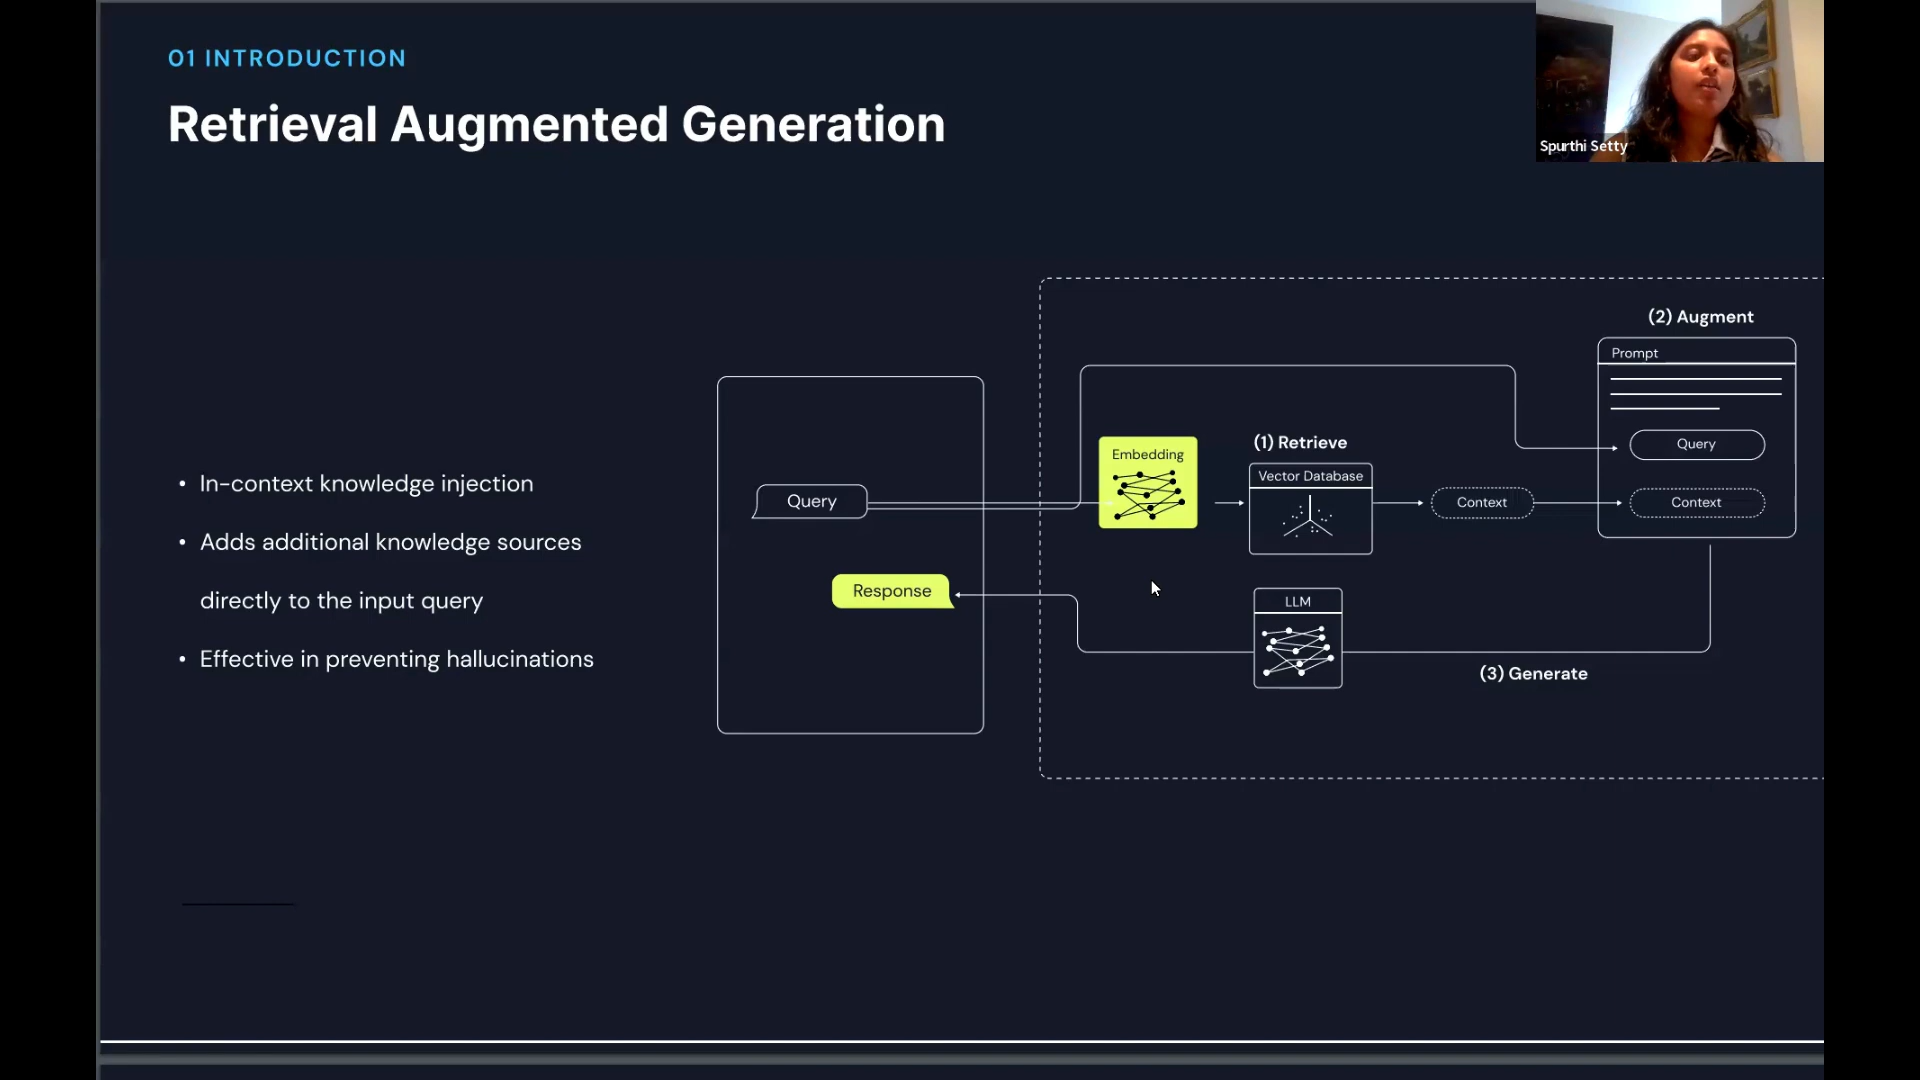 01 INTRODUCTION
Retrieval Augmented Generation
Spurthi Setty
• In-context knowledge injection
• Adds additional knowledge sources
directly to the input query
• Effective in preventing hallucinations
Query
Response
Embedding
(1) Retrieve
Vector Database
Context
(2) Augment
Prompt
Query
Context
LLM
(3) Generate